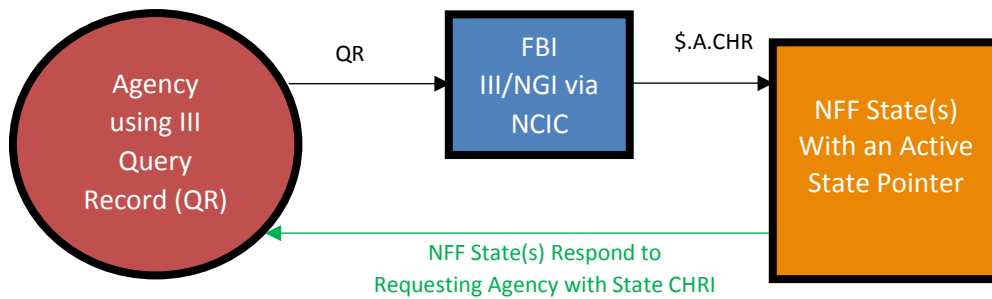 Agency
using III
Query
Record (QR)
QR
FBI
III/NGI via
NCIC
$.A.CHR
NFF State(s)
With an Active
State Pointer
NFF State(s) Respond to
Requesting Agency with State CHRI